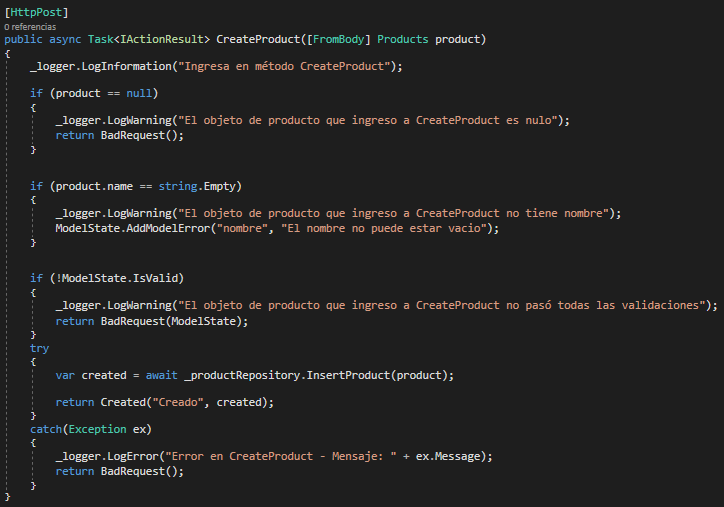 [HttpPost]
0 referencias
public async Task<IActionResult> CreateProduct([FromBody] Products product)
{
    _logger.LogInformation("Ingresa en método CreateProduct");
    if (product == null)
    {
        _logger.LogWarning("El objeto de producto que ingreso a CreateProduct es nulo");
        return BadRequest();
    }
    if (product.name == string.Empty)
    {
        _logger.LogWarning("El objeto de producto que ingreso a CreateProduct no tiene nombre");
        ModelState.AddModelError("nombre", "El nombre no puede estar vacio");
    }
    if (!ModelState.IsValid)
    {
        _logger.LogWarning("El objeto de producto que ingreso a CreateProduct no pasó todas las validaciones");
        return BadRequest(ModelState);
    }
    try
    {
        var created = await _productRepository.InsertProduct(product);
        return Created("Creado", created);
    }
    catch(Exception ex)
    {
        _logger.LogError("Error en CreateProduct - Mensaje: " + ex.Message);
        return BadRequest();
    }
}